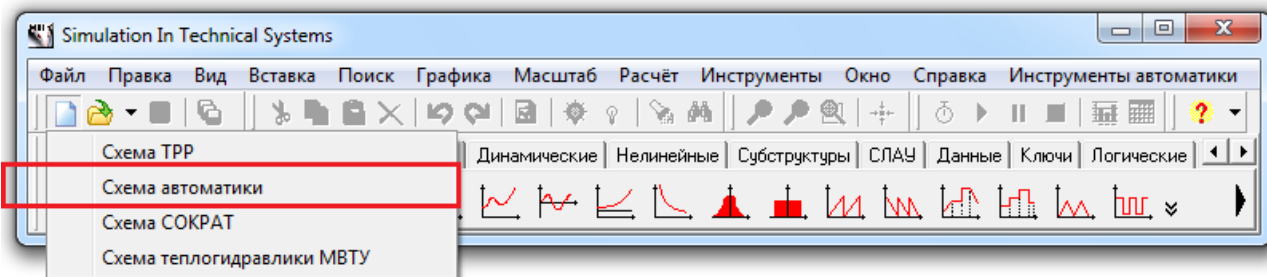 Simulation In Technical Systems
Файл Правка Вид Вставка Поиск Графика Масштаб Расчёт Инструменты Окно Справка Инструменты автоматики
Схема ТРР
Динамические Нелинейные Субструктуры СЛАУ Данные Ключи Логические
Схема автоматики
Схема СОКРАТ
Схема теплогидравлики МВТУ